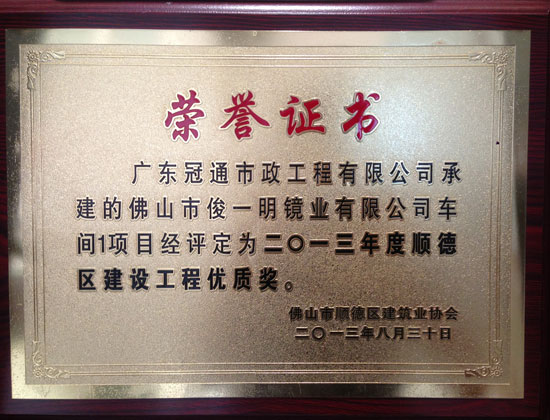 荣誉证书
广东冠通市政工程有限公司承
建的佛山市俊一明镜业有限公司车
间1项目经评定为二〇一三年度顺德
区建设工程优质奖。
佛山市顺德区建筑业协会
二〇一三年八月三十日